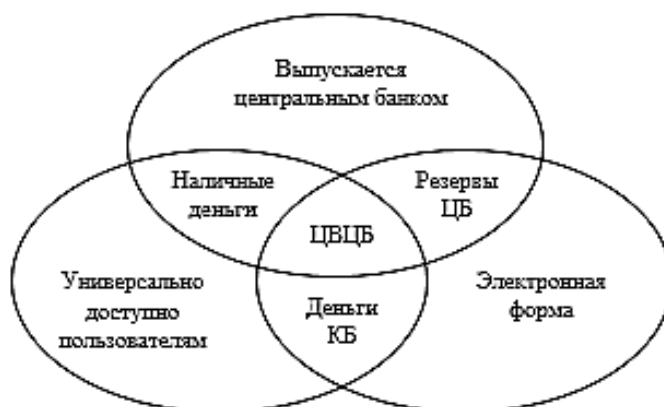 Выпускается
центральным банком
Наличные
деньги
Резервы
ЦБ
ЦВЦБ
Универсально
доступно
пользователям
Деньги
КБ
Электронная
форма